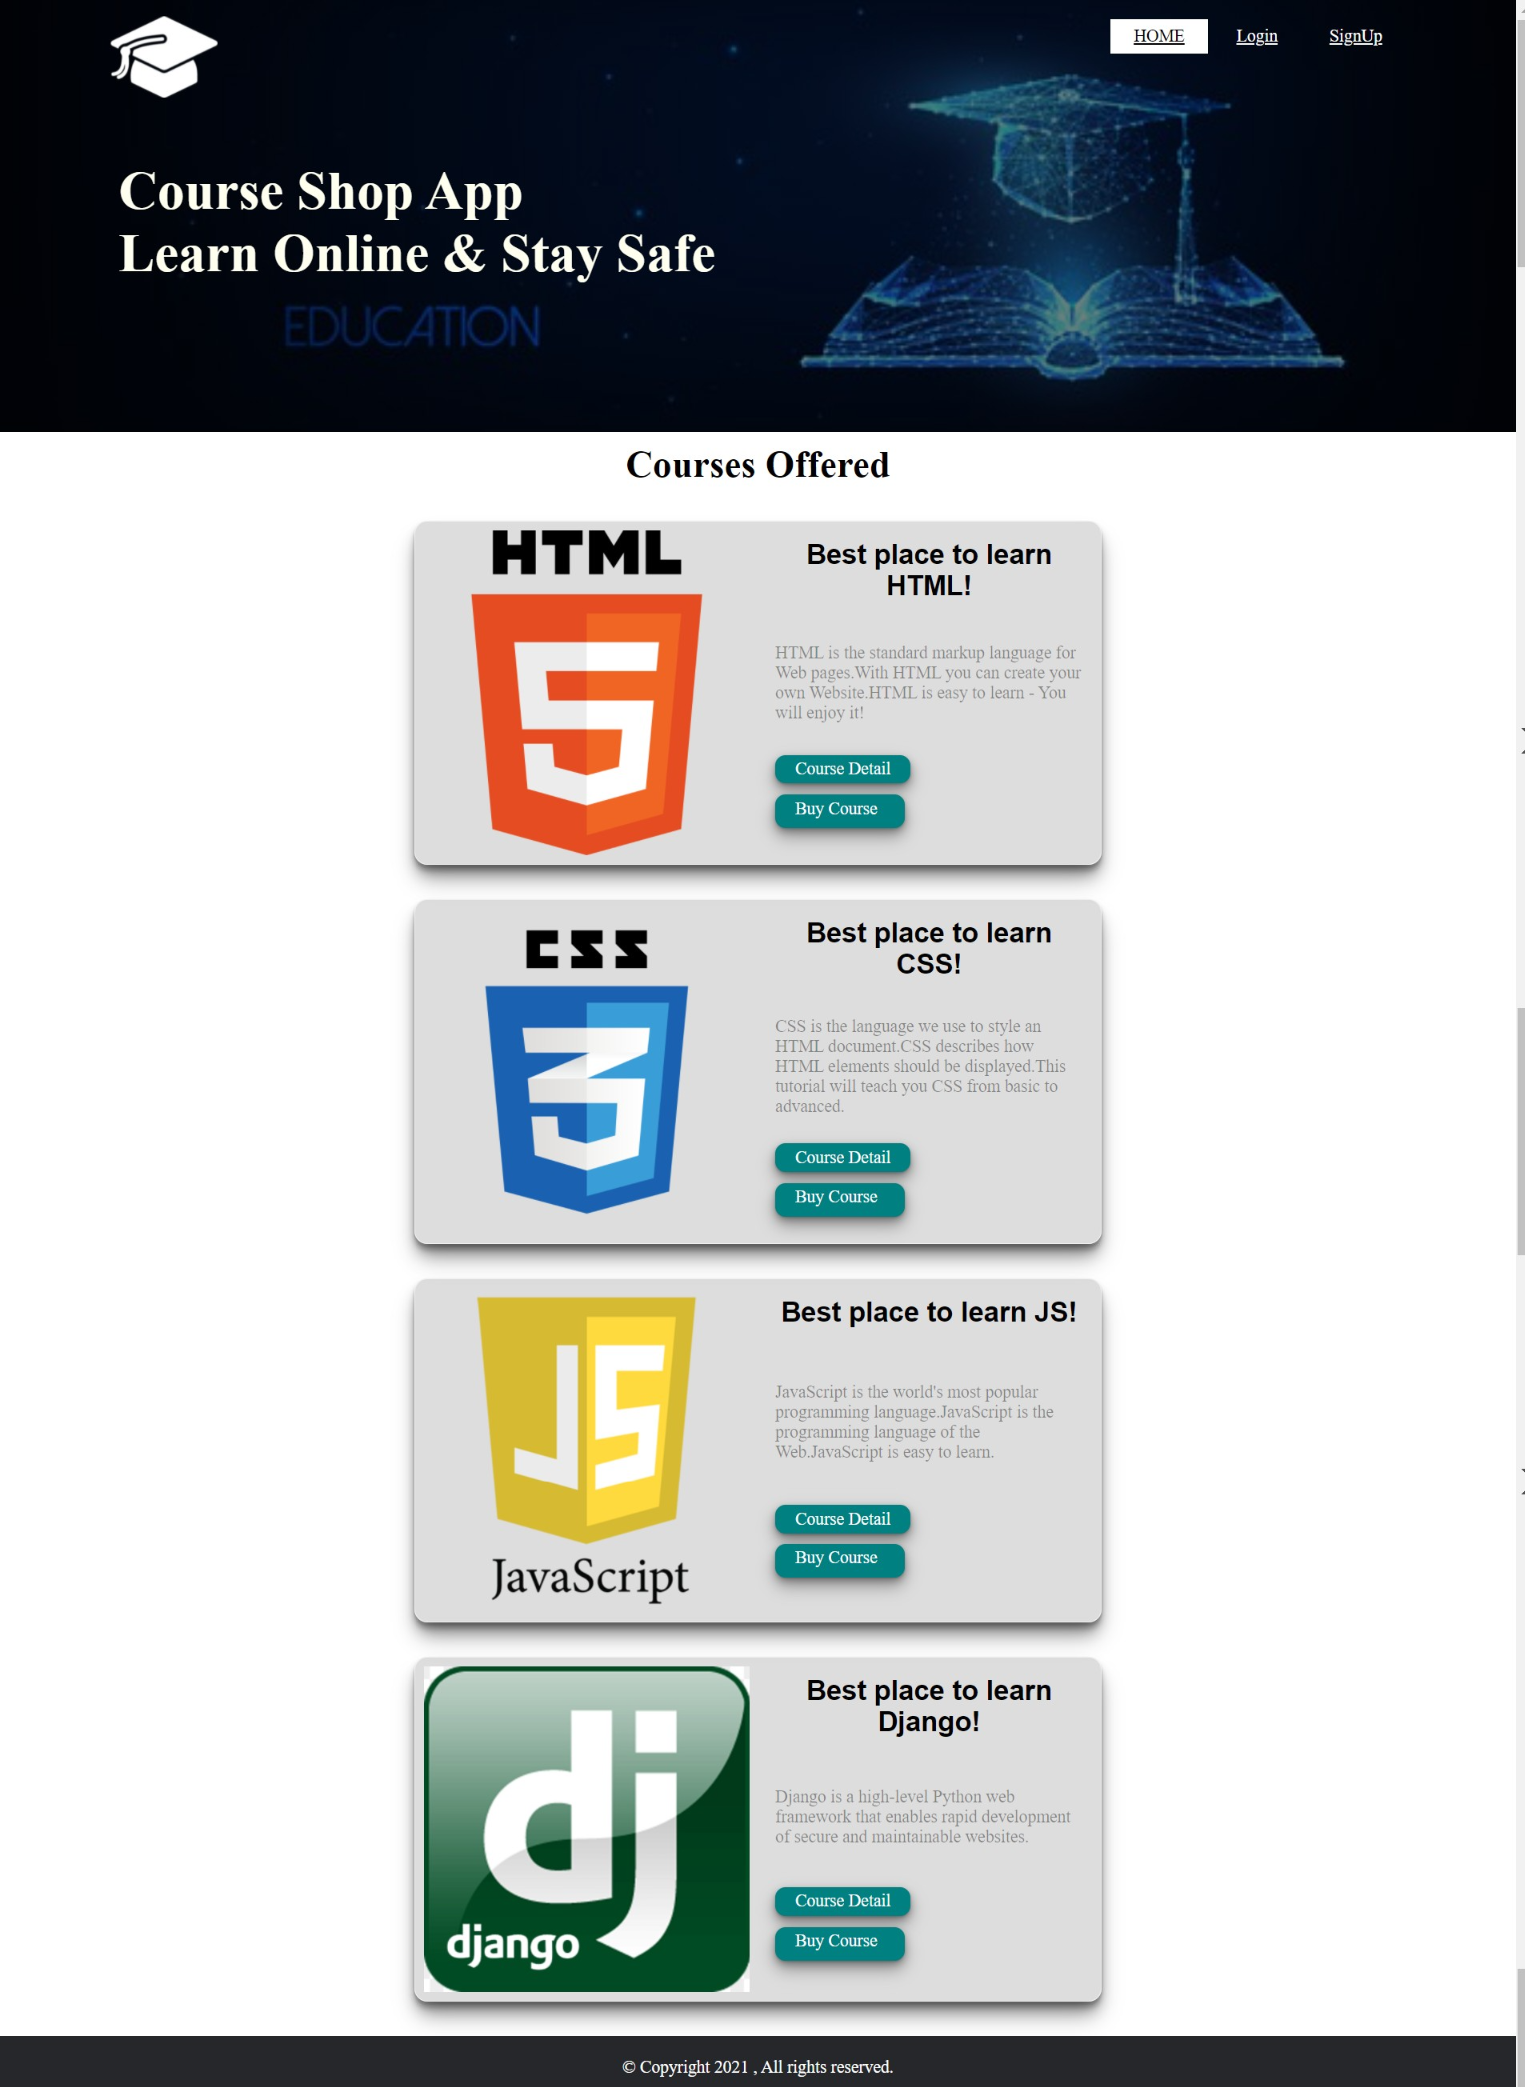 HOME Login SignUp
Course Shop App
Learn Online & Stay Safe
EDUCATION
Courses Offered
HTML
5
Best place to learn
HTML!
HTML is the standard markup language for
Web pages.With HTML you can create your
own Website.HTML is easy to learn - You
will enjoy it!
Course Detail
Buy Course
CSS
3
Best place to learn
CSS!
CSS is the language we use to style an
HTML document.CSS describes how
HTML elements should be displayed.This
tutorial will teach you CSS from basic to
advanced.
Course Detail
Buy Course
JS
JavaScript
Best place to learn JS!
JavaScript is the world's most popular
programming language.JavaScript is the
programming language of the
Web.JavaScript is easy to learn.
Course Detail
Buy Course
dj
django
Best place to learn
Django!
Django is a high-level Python web
framework that enables rapid development
of secure and maintainable websites.
Course Detail
Buy Course
© Copyright 2021 , All rights reserved.